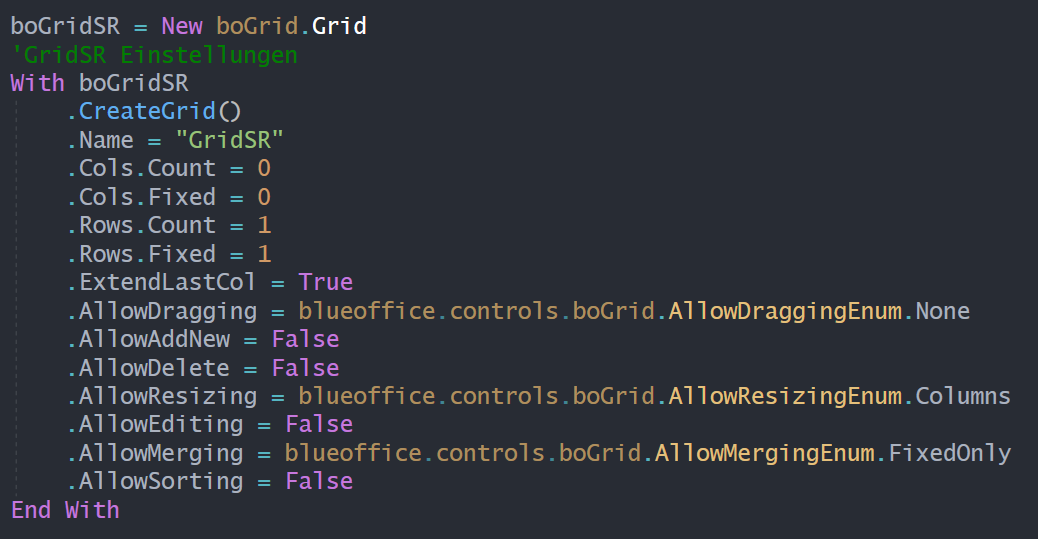 boGridSR = New boGrid.Grid
'GridSR Einstellungen
With boGridSR
    .CreateGrid()
    .Name = "GridSR"
    .Cols.Count = 0
    .Cols.Fixed = 0
    .Rows.Count = 1
    .Rows.Fixed = 1
    .ExtendLastCol = True
    .AllowDragging = blueoffice.controls.boGrid.AllowDraggingEnum.None
    .AllowAddNew = False
    .AllowDelete = False
    .AllowResizing = blueoffice.controls.boGrid.AllowResizingEnum.Columns
    .AllowEditing = False
    .AllowMerging = blueoffice.controls.boGrid.AllowMergingEnum.FixedOnly
    .AllowSorting = False
End With